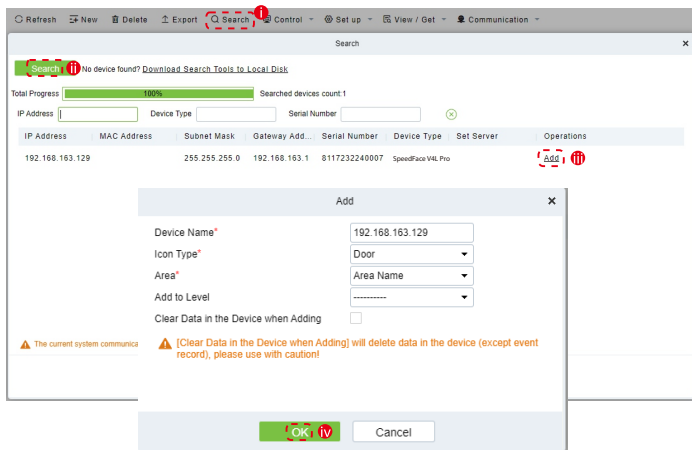 Refresh New Delete Export Search i Control Set up View / Get Communication
Search
Search ii No device found? Download Search Tools to Local Disk
Total Progress 100% Searched devices count:1
IP Address Device Type Serial Number
IP Address MAC Address Subnet Mask Gateway Add... Serial Number Device Type Set Server Operations
192.168.163.129 255.255.255.0 192.168.163.1 8117232240007 SpeedFace V4L Pro Add iii
Add
Device Name* 192.168.163.129
Icon Type* Door
Area* Area Name
Add to Level ----------
Clear Data in the Device when Adding
The current system communica
[Clear Data in the Device when Adding] will delete data in the device (except event
record), please use with caution!
OK iv Cancel